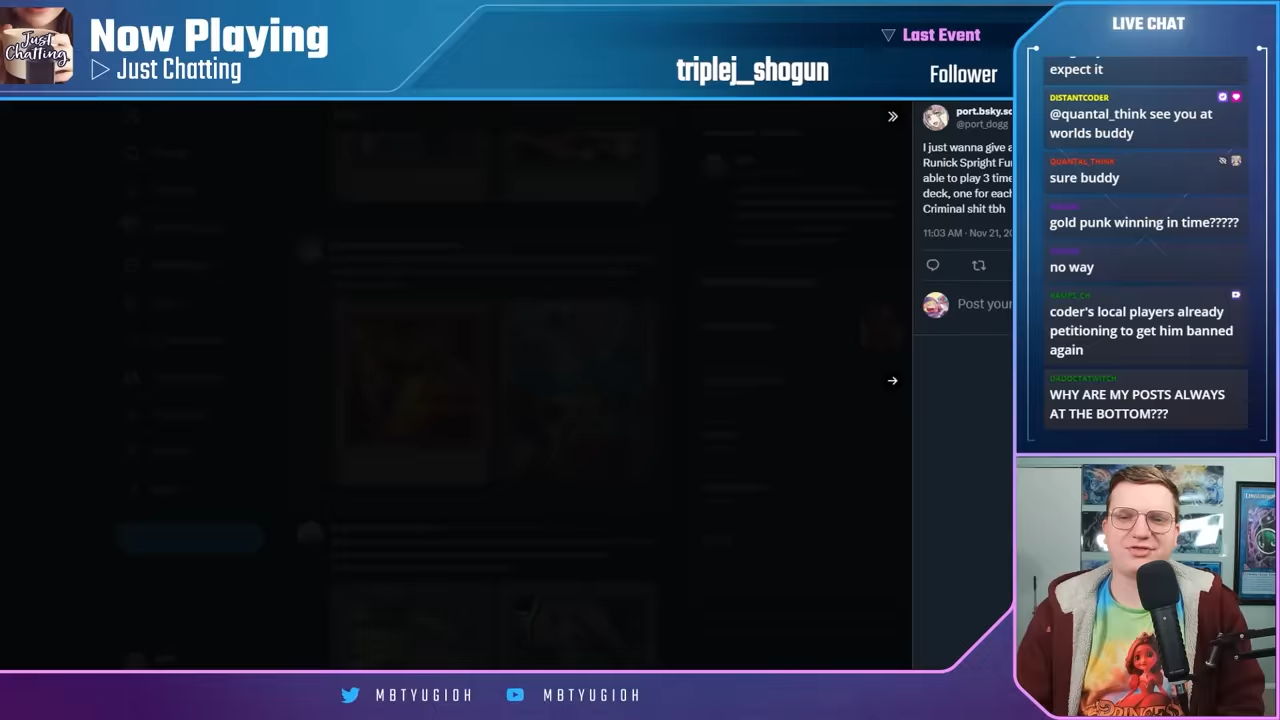 Just
Chatting
Now Playing
Just Chatting
Last Event
triplej_shogun
Follower
LIVE CHAT
expect it
DISTANTCODER
@quantal_think see you at
worlds buddy
QUANTAL_THINK
sure buddy
gold punk winning in time?????
no way
coder's local players already
petitioning to get him banned
again
DADOCTATWITCH
WHY ARE MY POSTS ALWAYS
AT THE BOTTOM???
port.bsky.sc
@port_dogg
I just wanna give a
Runick Spright Fu
able to play 3 time
deck, one for each
Criminal shit tbh
11:03 AM · Nov 21, 20
Post your
MBTYUGIOH
MBTYUGIOH